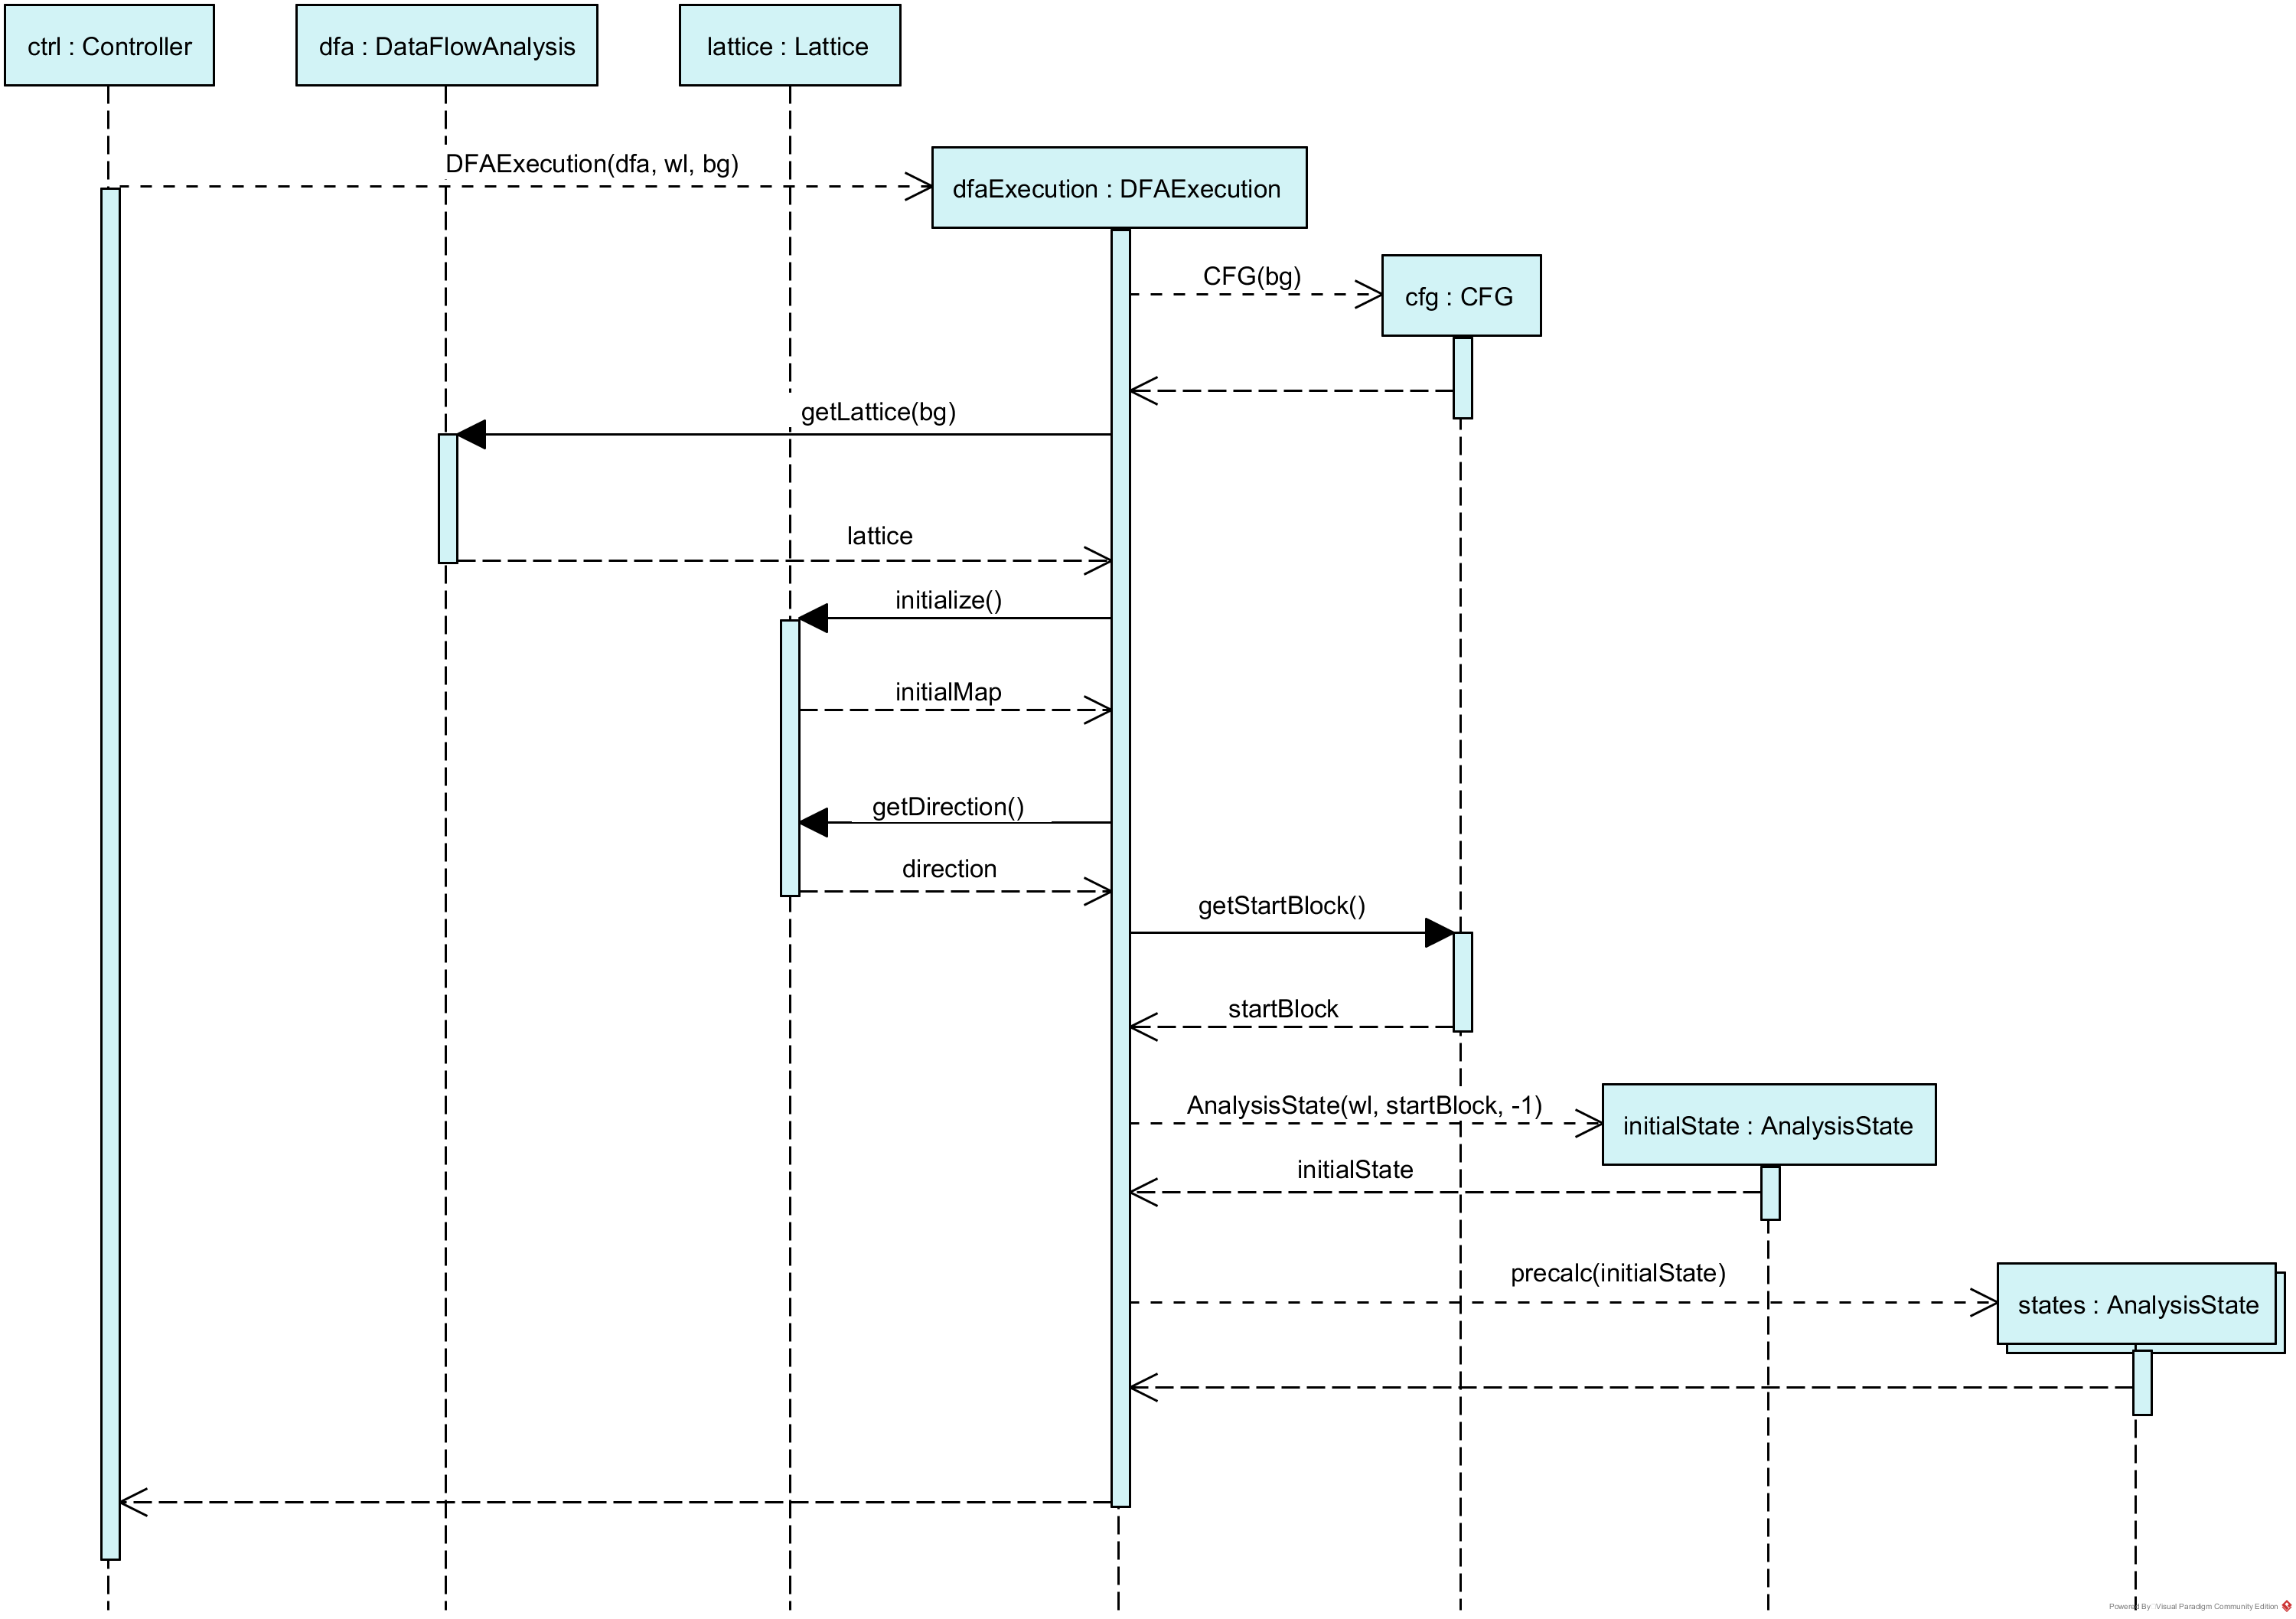 ctrl : Controller
dfa : DataFlowAnalysis
lattice : Lattice
DFAExecution(dfa, wl, bg)
dfaExecution : DFAExecution
CFG(bg)
cfg : CFG
getLattice(bg)
lattice
initialize()
initialMap
getDirection()
direction
getStartBlock()
startBlock
AnalysisState(wl, startBlock, -1)
initialState : AnalysisState
initialState
precalc(initialState)
states : AnalysisState
Powered By Visual Paradigm Community Edition